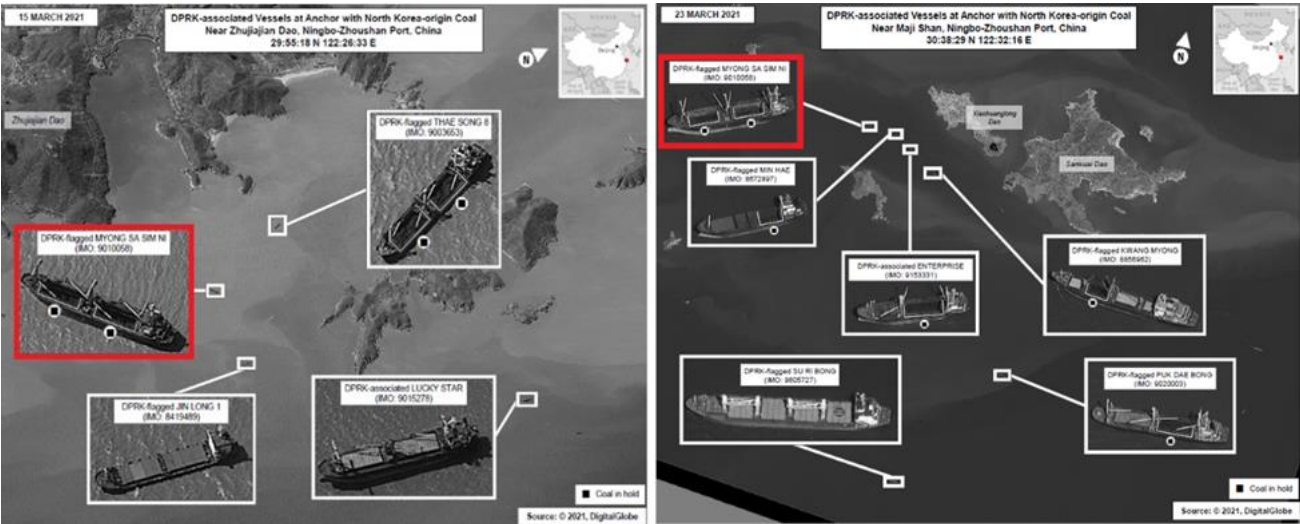 15 MARCH 2021
DPRK-associated Vessels at Anchor with North Korea-origin Coal
Near Zhujiajian Dao, Ningbo-Zhoushan Port, China
29:55:18 N 122:26:33 E
N
Beijing
Zhujiajian Dao
DPRK-flagged THAE SONG 8
(IMO: 9003653)
DPRK-flagged MYONG SA SIM NI
(IMO: 9010058)
DPRK-flagged JIN LONG 1
(IMO: 8419489)
DPRK-associated LUCKY STAR
(IMO: 9015278)
Coal in hold
Source: © 2021, DigitalGlobe
23 MARCH 2021
DPRK-associated Vessels at Anchor with North Korea-origin Coal
Near Maji Shan, Ningbo-Zhoushan Port, China
30:38:29 N 122:32:16 E
N
Beijing
DPRK-flagged MYONG SA SIM NI
(IMO: 9010058)
Dao
Sankuai Dao
DPRK-flagged MIN HAE
(IMO: 8672897)
DPRK-associated ENTERPRISE
(IMO: 9153331)
DPRK-flagged KWANG MYONG
DPRK-flagged SU RI BONG
(IMO: 9605727)
DPRK-flagged PUK DAE BONG
(IMO: 9020003)
Coal in hold
Source: © 2021, DigitalGlobe